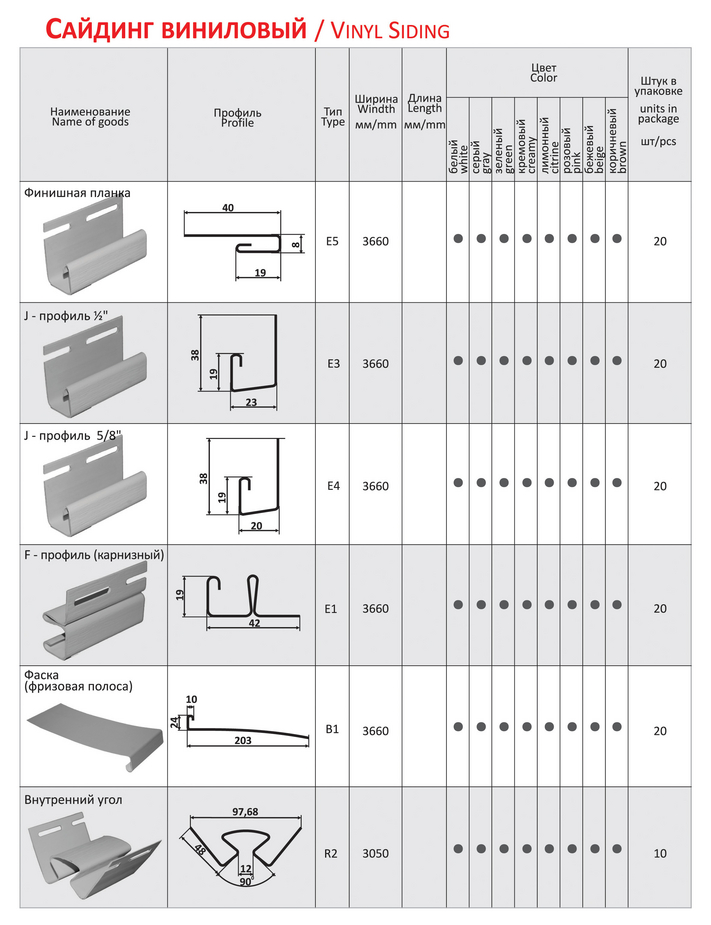 Сайдинг виниловый / Vinyl Siding
Наименование
Name of goods
Профиль
Profile
Тип
Type
Ширина
Windth
мм/mm
Длина
Length
мм/mm
Цвет
Color
белый
white
серый
gray
зеленый
green
кремовый
creamy
лимонный
citrine
розовый
pink
бежевый
beige
коричневый
brown
Штук в
упаковке
units in
package
шт/pcs
Финишная планка
40
8
19
E5
3660
20
J - профиль ½"
38
19
23
E3
3660
20
J - профиль 5/8"
38
19
20
E4
3660
20
F - профиль (карнизный)
19
42
E1
3660
20
Фаска
(фризовая полоса)
10
24
203
B1
3660
20
Внутренний угол
97,68
48
12
90°
R2
3050
10